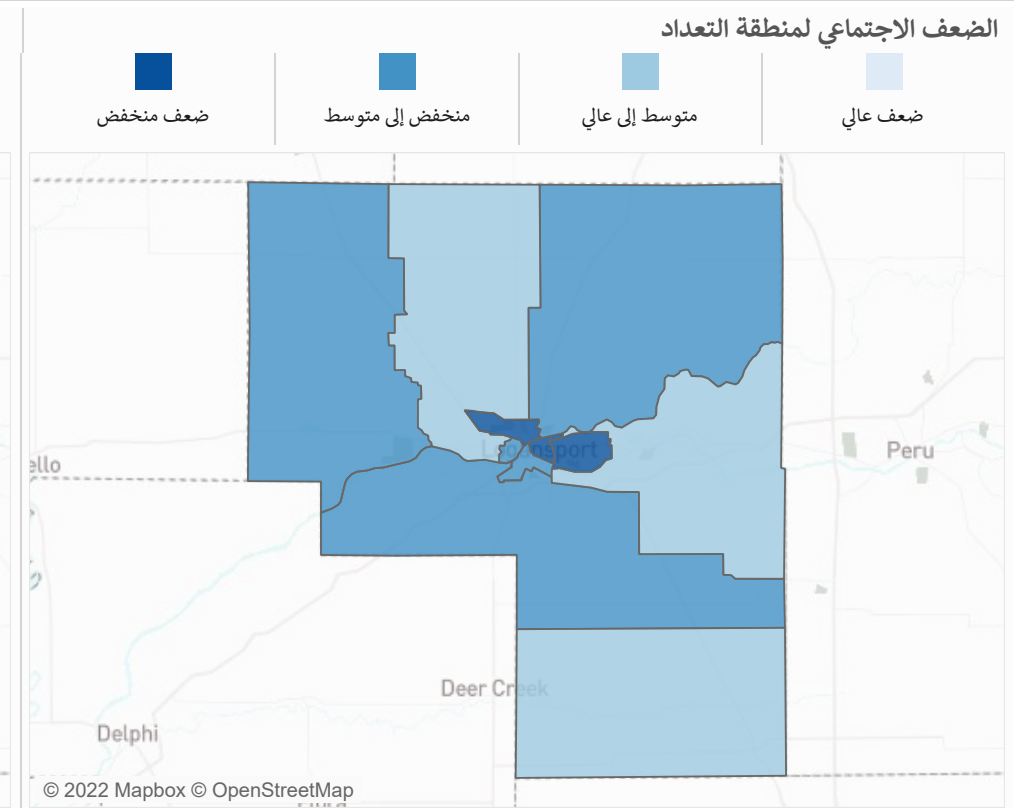 الضعف الاجتماعي لمنطقة التعداد
ضعف عالي
متوسط إلى عالي
منخفض إلى متوسط
ضعف منخفض
Logansport
Peru
ello
Deer Creek
Delphi
© 2022 Mapbox © OpenStreetMap